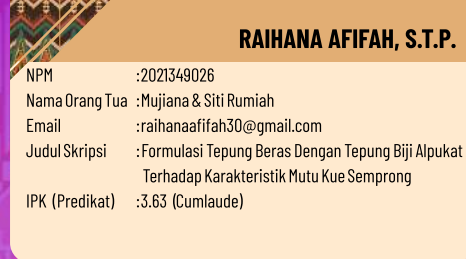 RAIHANA AFIFAH, S.T.P.
NPM :2021349026
Nama Orang Tua :Mujiana & Siti Rumiah
Email :raihanaafifah30@gmail.com
Judul Skripsi :Formulasi Tepung Beras Dengan Tepung Biji Alpukat
Terhadap Karakteristik Mutu Kue Semprong
IPK (Predikat) :3.63 (Cumlaude)